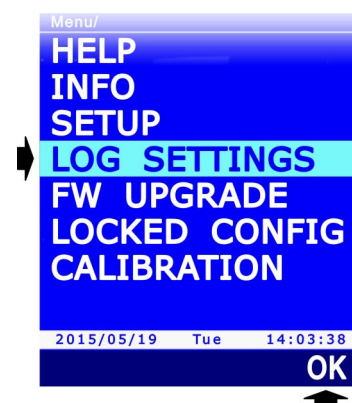 Menu/
HELP
INFO
SETUP
LOG SETTINGS
FW UPGRADE
LOCKED CONFIG
CALIBRATION
2015/05/19 Tue 14:03:38
OK